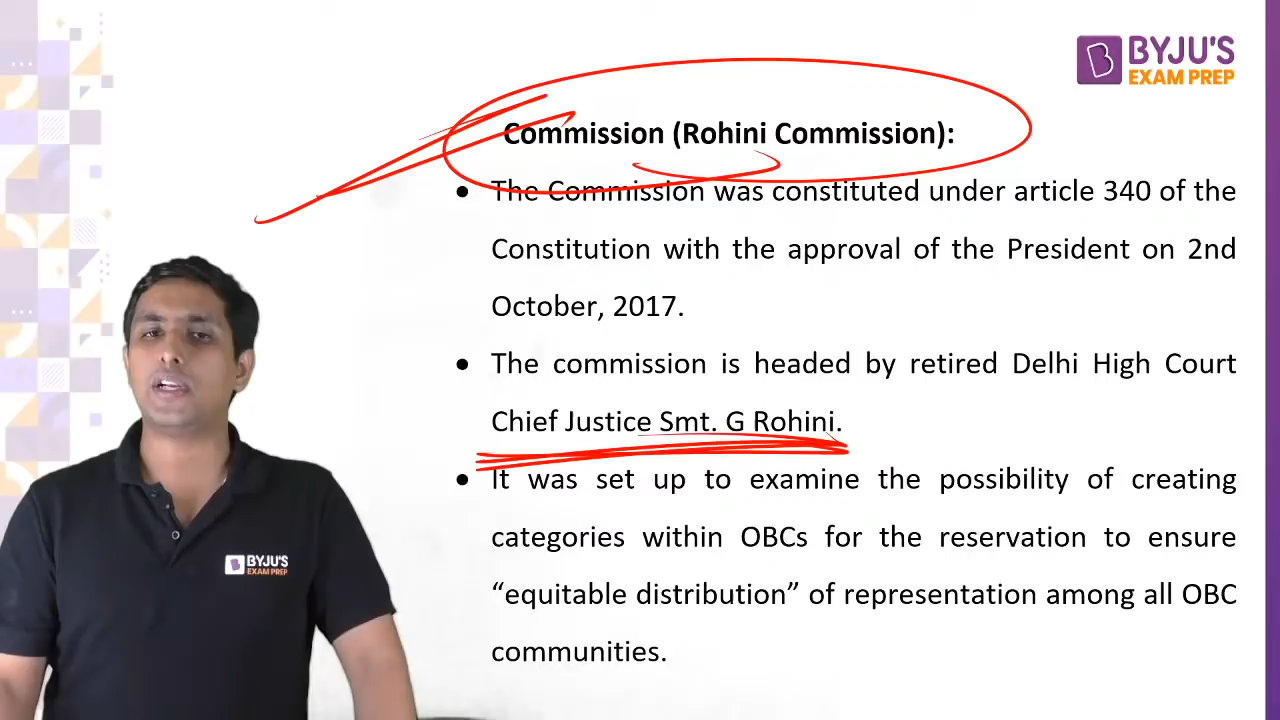 BYJU'S
EXAM PREP
Commission (Rohini Commission):
• The Commission was constituted under article 340 of the
Constitution with the approval of the President on 2nd
October, 2017.
• The commission is headed by retired Delhi High Court
Chief Justice Smt. G Rohini.
• It was set up to examine the possibility of creating
categories within OBCs for the reservation to ensure
“equitable distribution” of representation among all OBC
communities.
BYJU'S
EXAM PREP